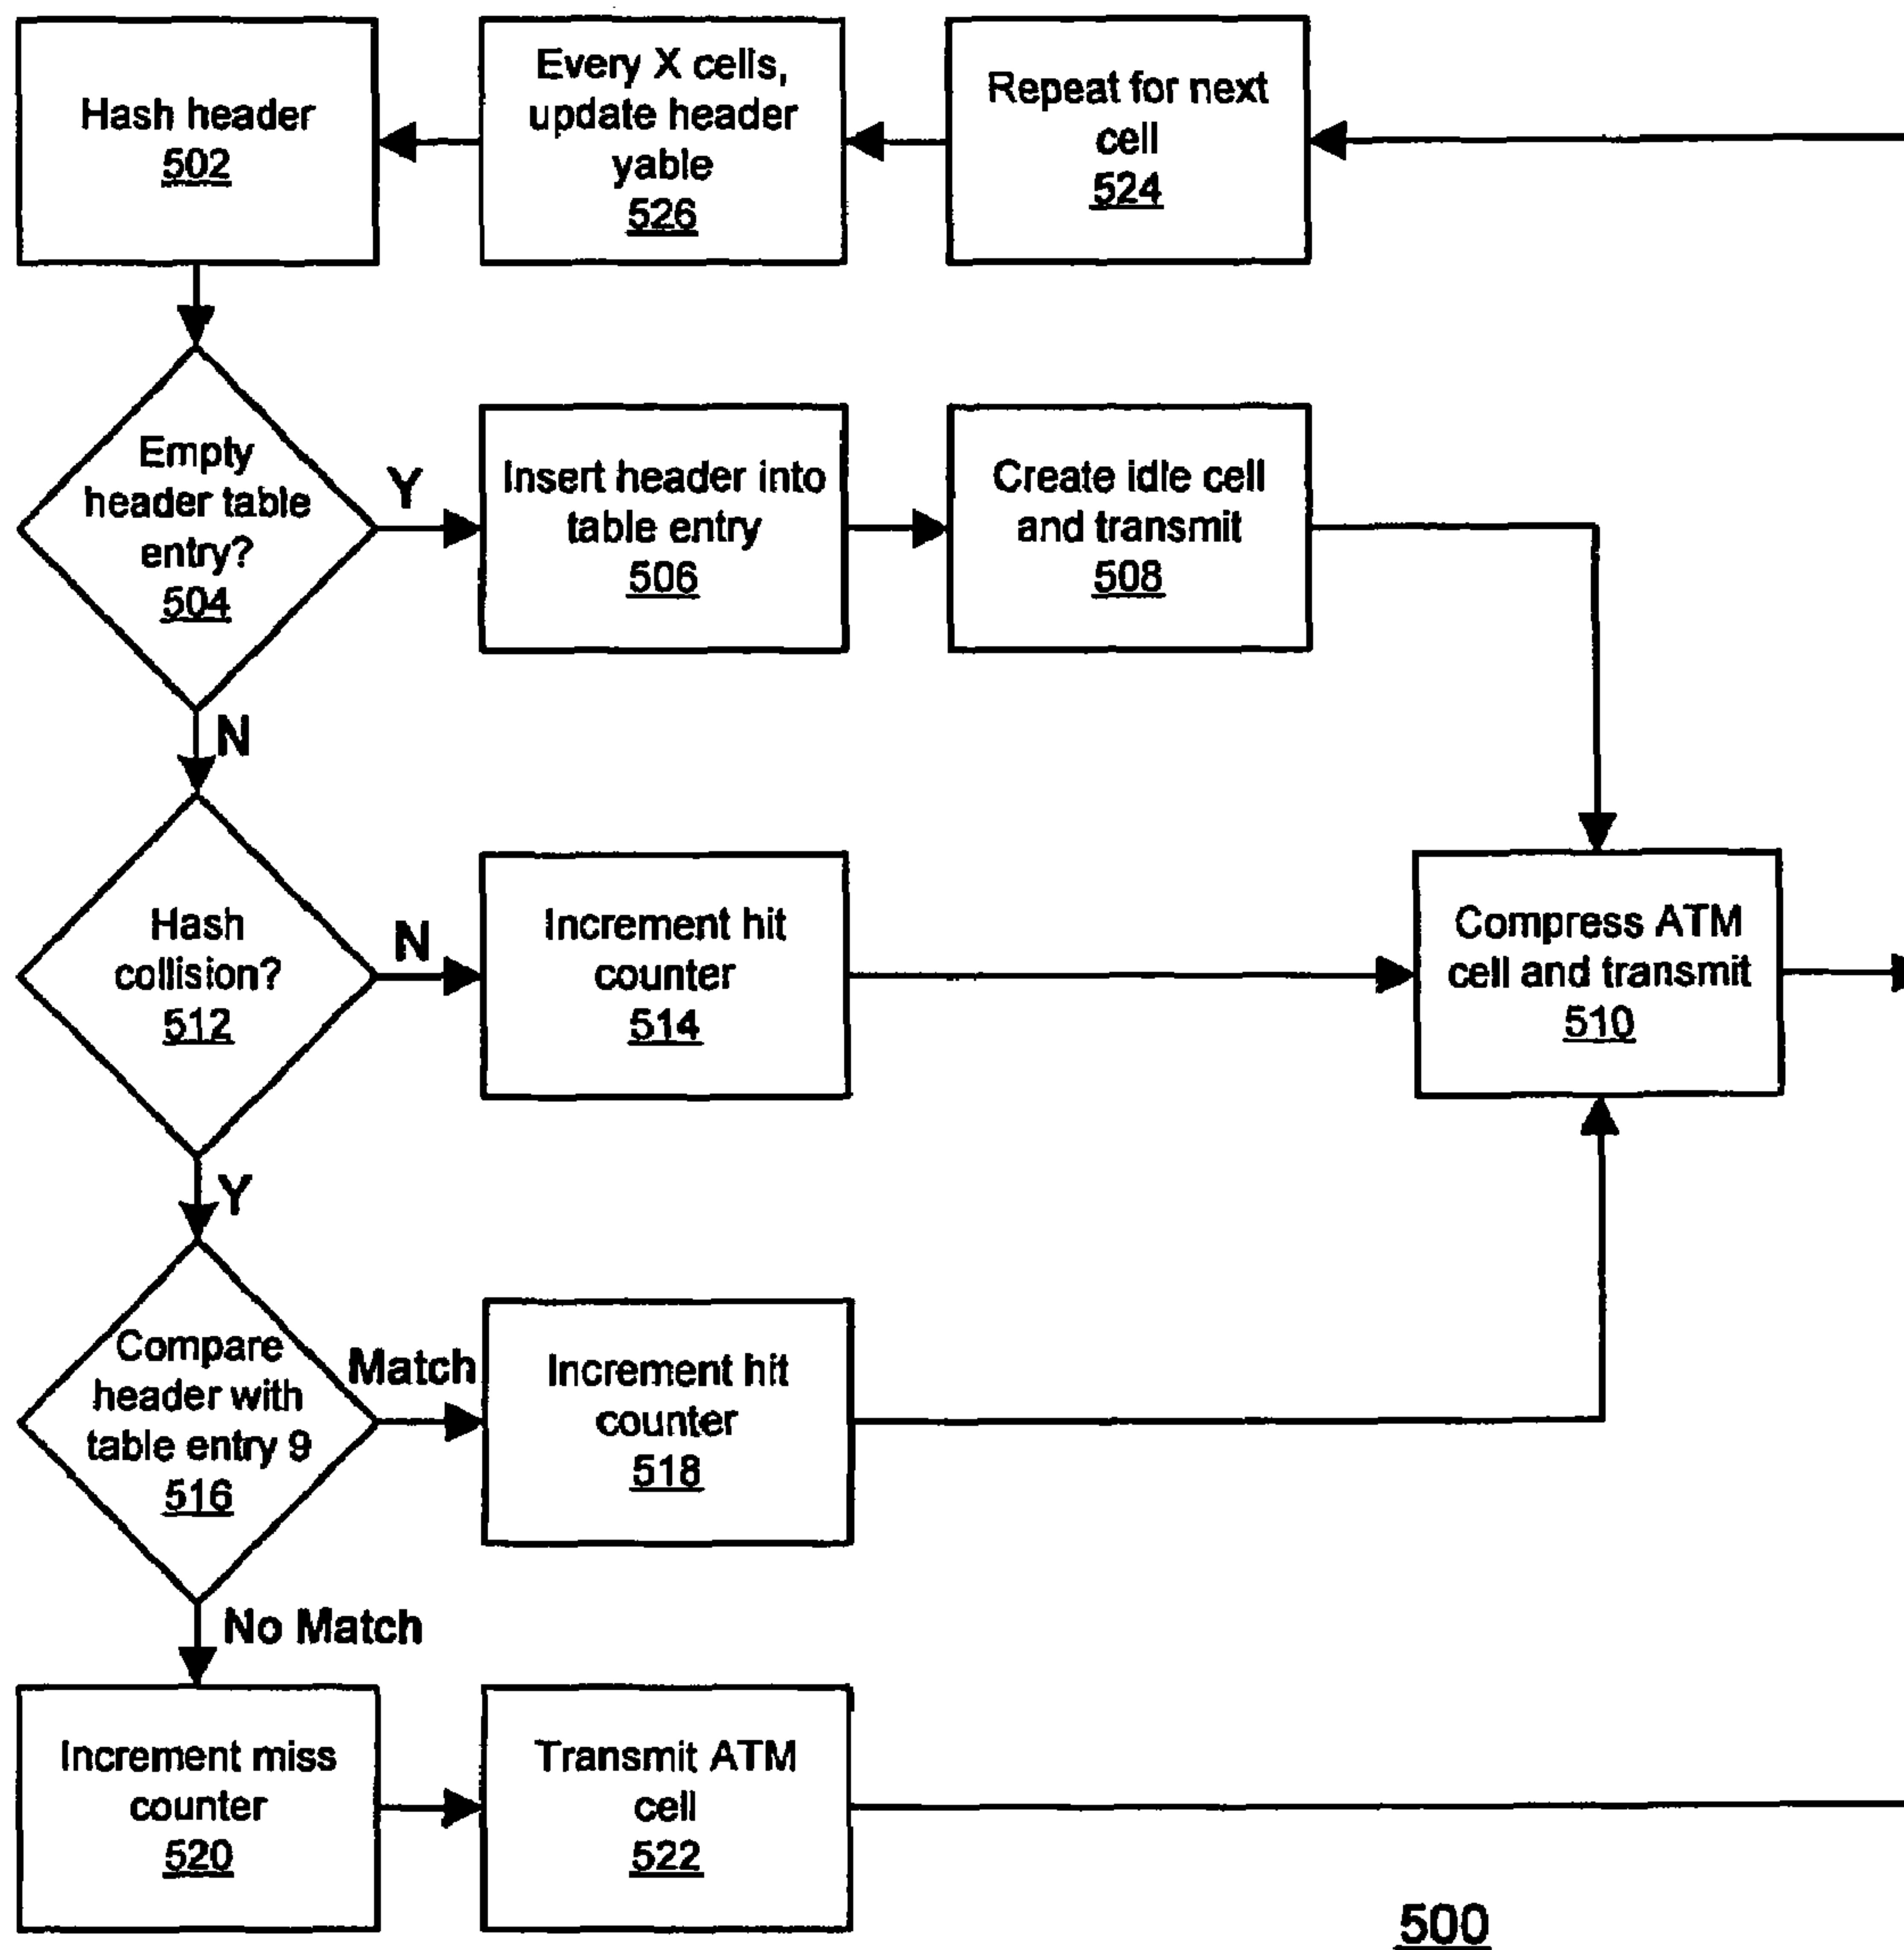 Hash header
502
Every X cells,
update header
yable
526
Repeat for next
cell
524
Empty
header table
entry?
504
Y
Insert header into
table entry
506
Create idle cell
and transmit
508
N
Hash
collision?
512
N
Increment hit
counter
514
Compress ATM
cell and transmit
510
Y
Compare
header with
table entry 9
516
Match
Increment hit
counter
518
No Match
Increment miss
counter
520
Transmit ATM
cell
522
500